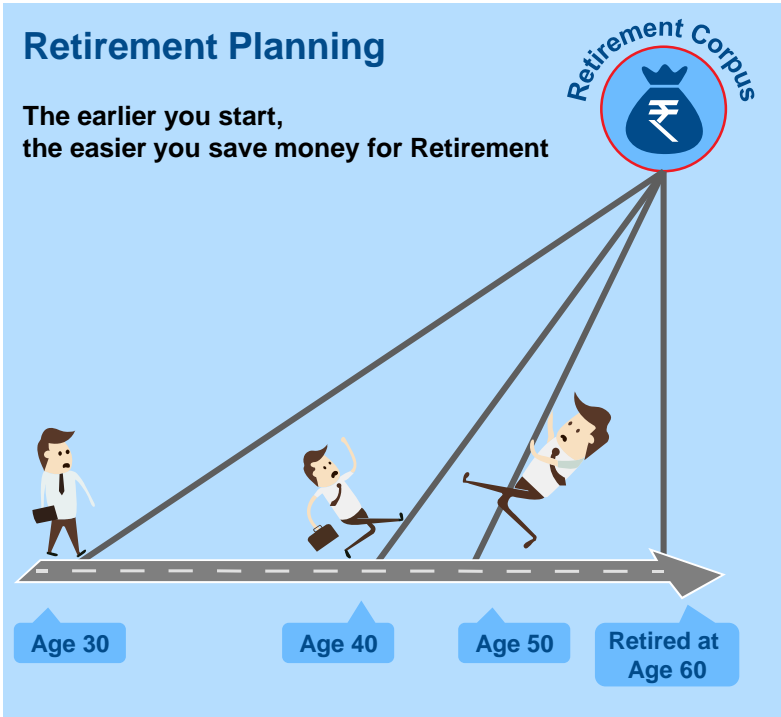 Retirement Planning
Retirement Corpus
₹
The earlier you start,
the easier you save money for Retirement
Age 30
Age 40
Age 50
Retired at
Age 60